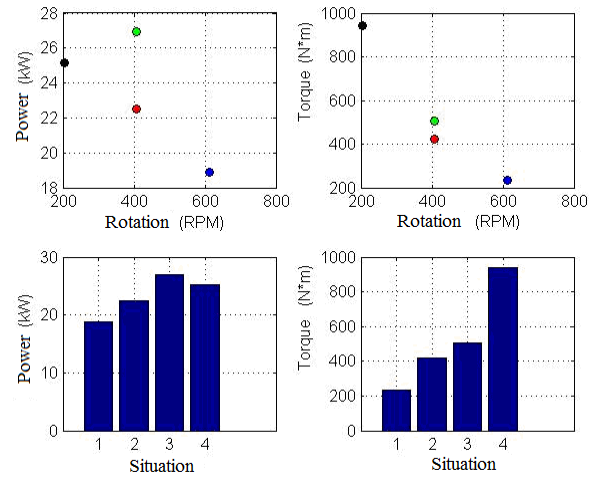 28
26
24
22
20
18
Power (kW)
200 400 600 800
Rotation (RPM)
1000
800
600
400
200
Torque (N*m)
200 400 600 800
Rotation (RPM)
30
20
10
0
Power (kW)
1 2 3 4
Situation
1000
800
600
400
200
0
Torque (N*m)
1 2 3 4
Situation